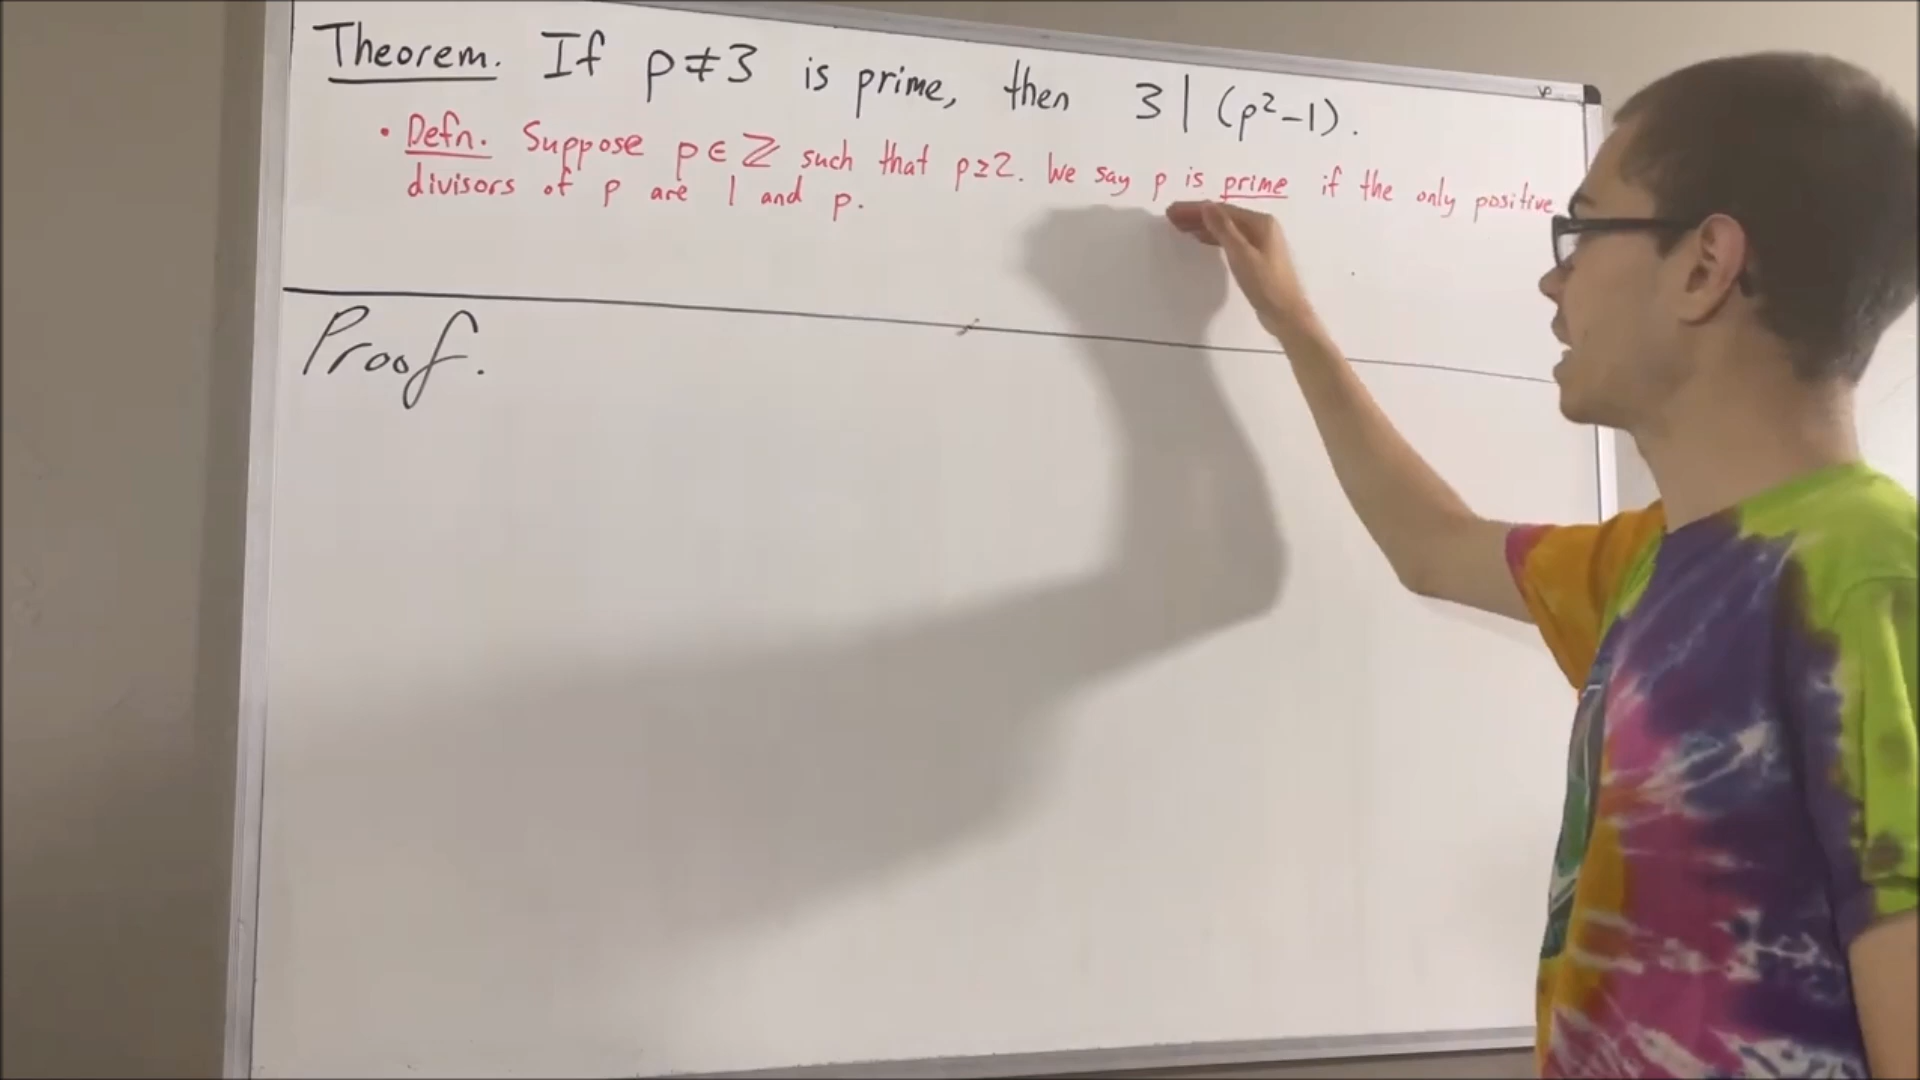 Theorem. If p≠3 is prime, then 3 | (p²-1).
• Defn. Suppose p∈ℤ such that p≥2. We say p is prime if the only positive
divisors of p are 1 and p.
Proof.